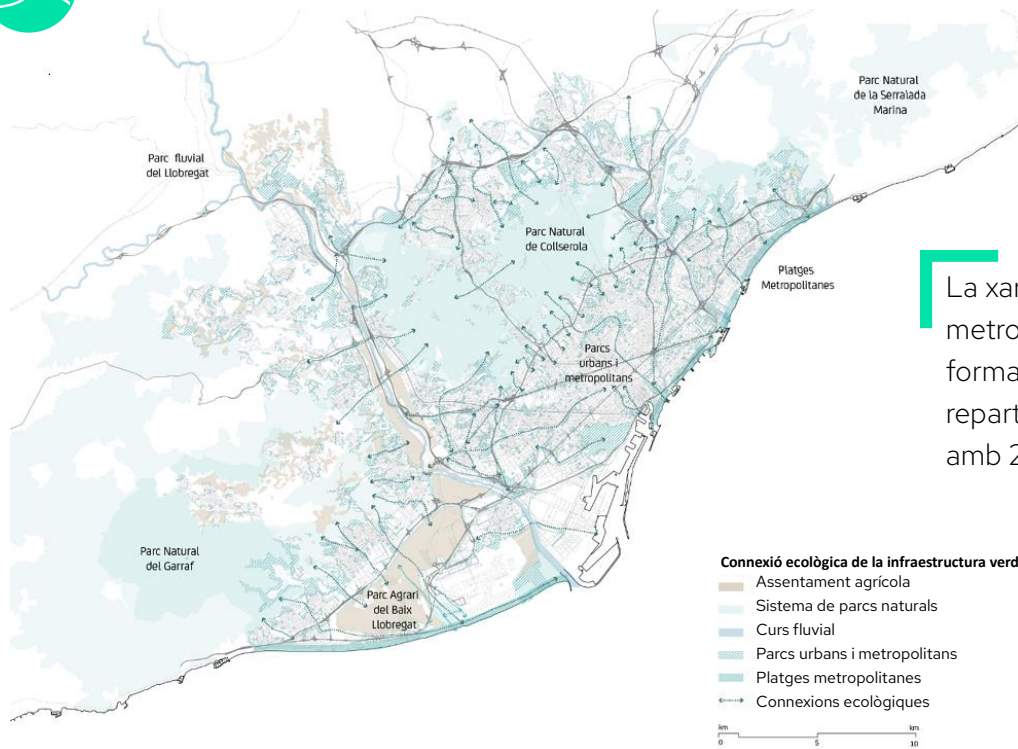 Parc Natural
de la Serralada
Marina
Parc fluvial
del Llobregat
Parc Natural
de Collserola
Platges
Metropolitanes
Parcs
urbans i
metropolitans
Parc Natural
del Garraf
Parc Agrari
del Baix
Llobregat
La xar
metro
forma
repart
amb 2
Connexió ecològica de la infraestructura verd
Assentament agrícola
Sistema de parcs naturals
Curs fluvial
Parcs urbans i metropolitans
Platges metropolitanes
Connexions ecològiques
km km
0 5 10